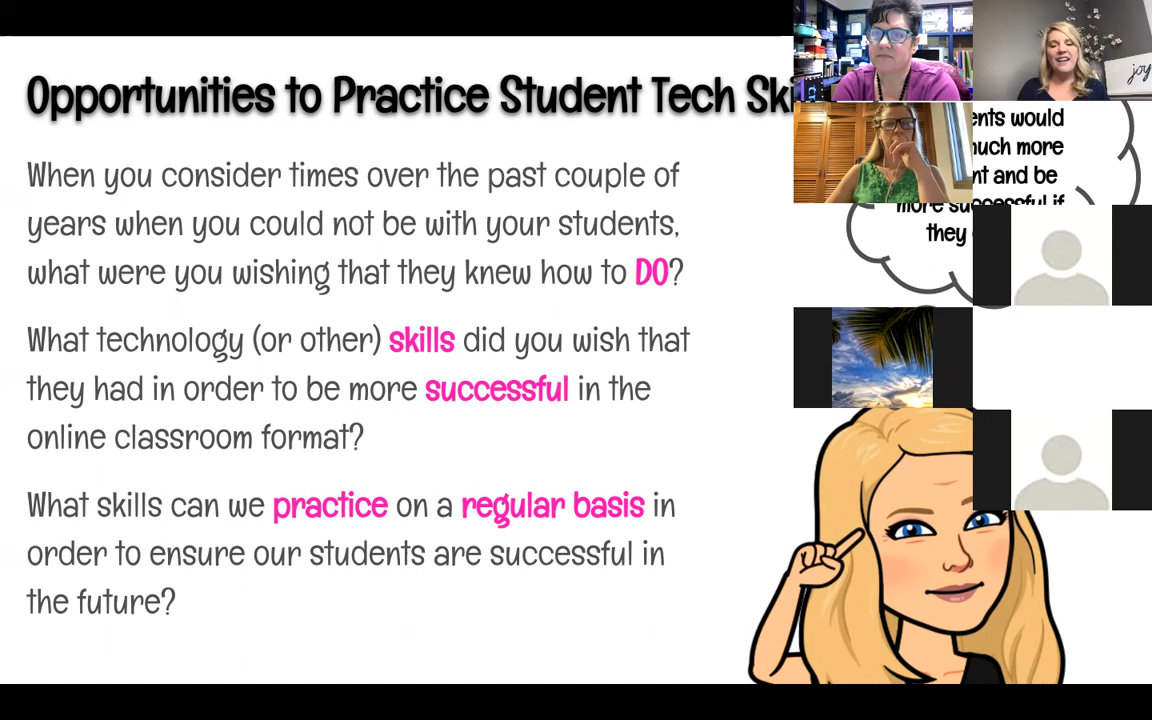 Opportunities to Practice Student Tech Ski
When you consider times over the past couple of
years when you could not be with your students,
what were you wishing that they knew how to DO?
What technology (or other) skills did you wish that
they had in order to be more successful in the
online classroom format?
What skills can we practice on a regular basis in
order to ensure our students are successful in
the future?
joy
would
more
and be
more successful if
they